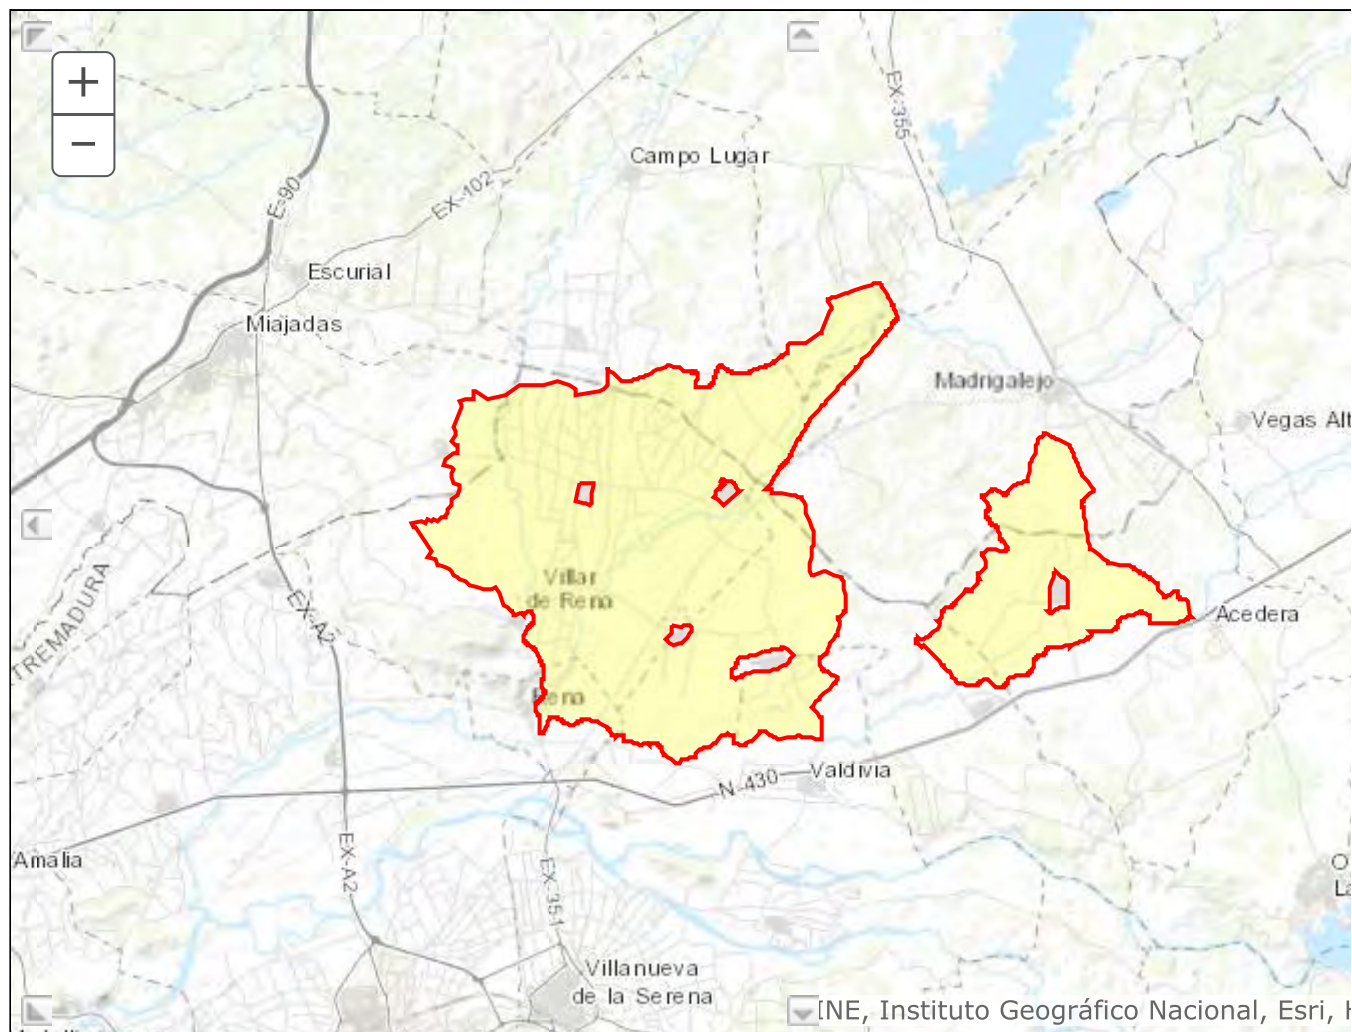 +
−
EX-355
Campo Lugar
E-90
EX-102
Escurial
Miajadas
Madrigalejo
Vegas Alt
Villar
de Rena
TREMADURA
EX-A2
Acedera
Rena
Valdivia
N-430
Amalia
EX-A2
EX-351
O
La
Villanueva
de la Serena
INE, Instituto Geográfico Nacional, Esri, H